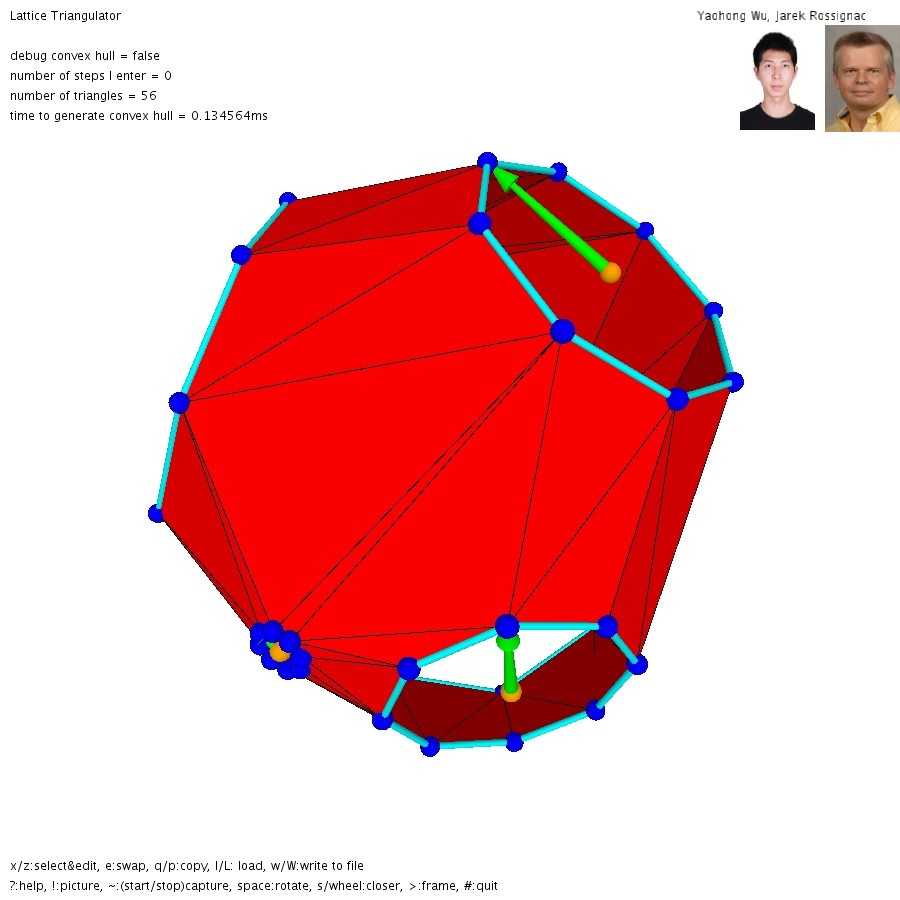 Lattice Triangulator
Yaohong Wu, Jarek Rossignac
debug convex hull = false
number of steps I enter = 0
number of triangles = 56
time to generate convex hull = 0.134564ms
x/z:select&edit, e:swap, q/p:copy, l/L: load, w/W:write to file
?:help, !:picture, ~:(start/stop)capture, space:rotate, s/wheel:closer, >:frame, #:quit